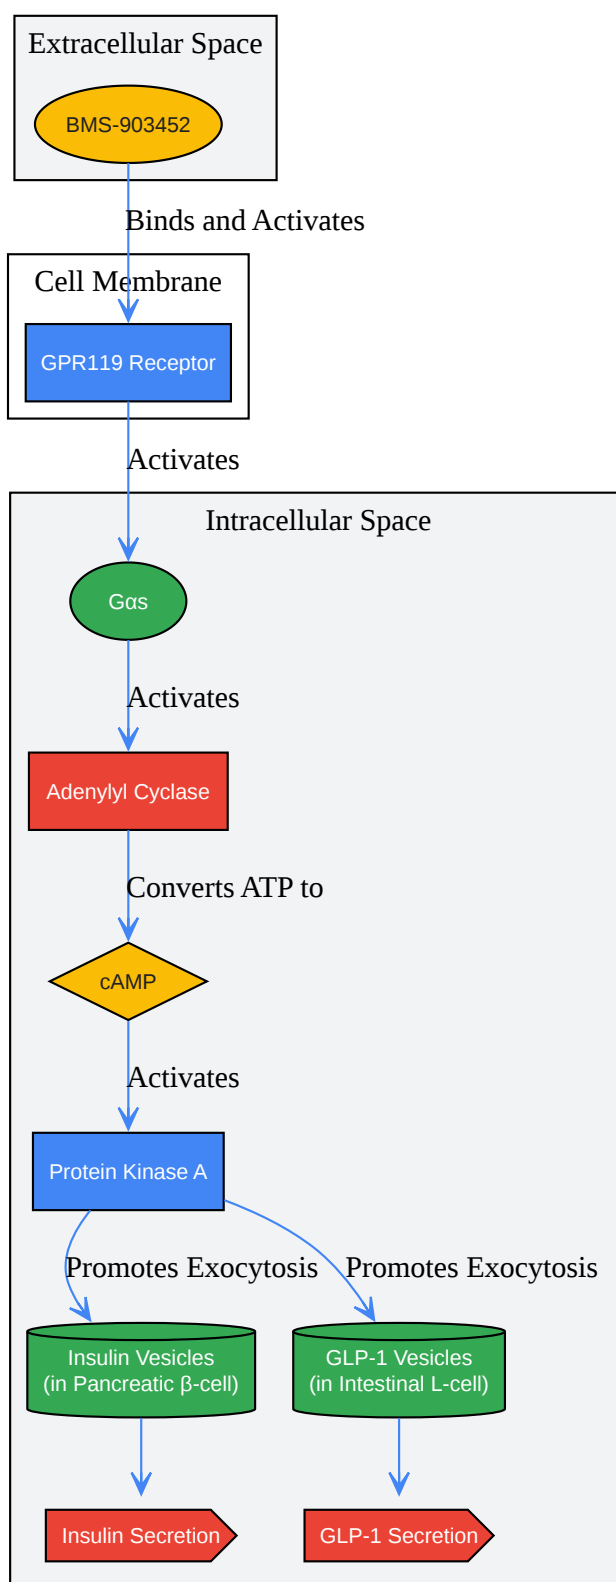 Extracellular Space
BMS-903452
Binds and Activates
Cell Membrane
GPR119 Receptor
Activates
Intracellular Space
Gαs
Activates
Adenylyl Cyclase
Converts ATP to
cAMP
Activates
Protein Kinase A
Promotes Exocytosis
Promotes Exocytosis
Insulin Vesicles
(in Pancreatic β-cell)
GLP-1 Vesicles
(in Intestinal L-cell)
Insulin Secretion
GLP-1 Secretion